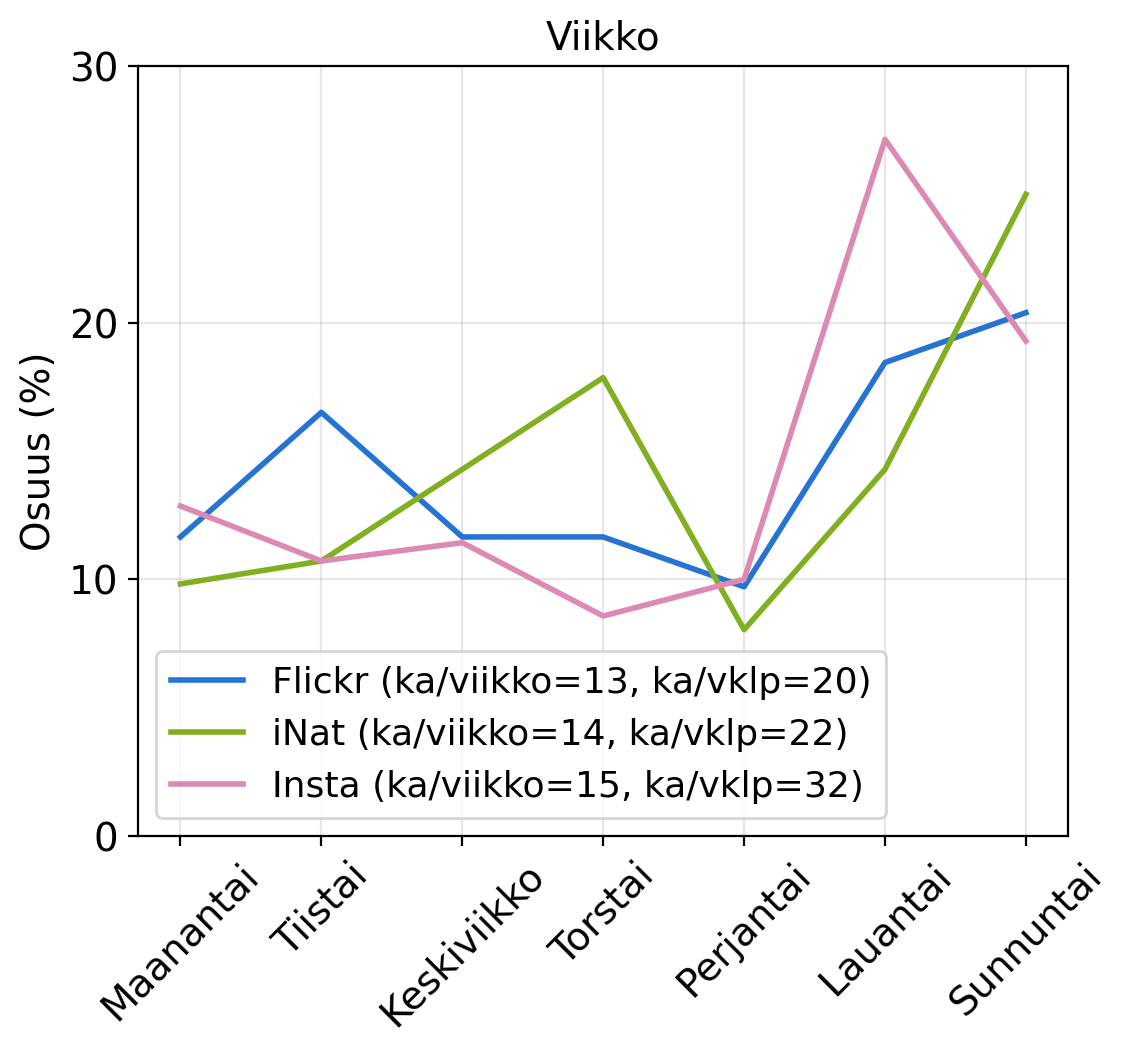 Viikko
Osuus (%)
30
20
10
0
Flickr (ka/viikko=13, ka/vklp=20)
iNat (ka/viikko=14, ka/vklp=22)
Insta (ka/viikko=15, ka/vklp=32)
Maanantai
Tiistai
Keskiviikko
Torstai
Perjantai
Lauantai
Sunnuntai